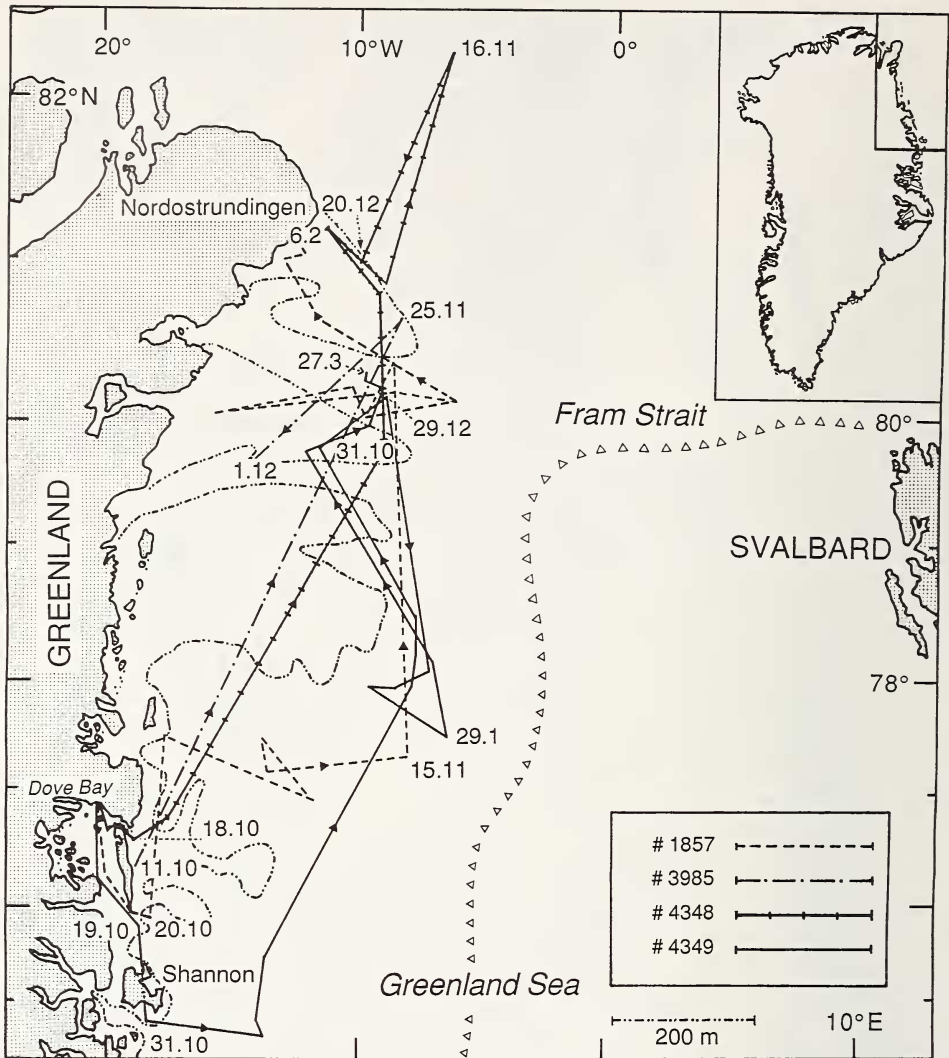 20°
10°W
16.11
0°
82°N
Nordostrundingen
20.12
6.2
25.11
27.3
29.12
Fram Strait
80°
31.10
1.12
GREENLAND
SVALBARD
78°
29.1
15.11
Dove Bay
18.10
11.10
19.10
20.10
Shannon
31.10
Greenland Sea
# 1857
# 3985
# 4348
# 4349
200 m
10°E